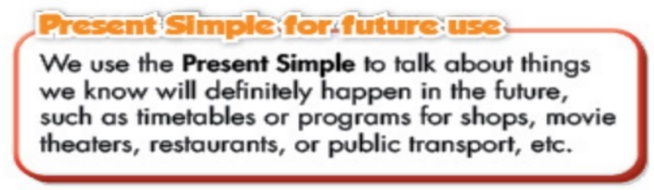 Present Simple for future use
We use the Present Simple to talk about things
we know will definitely happen in the future,
such as timetables or programs for shops, movie
theaters, restaurants, or public transport, etc.